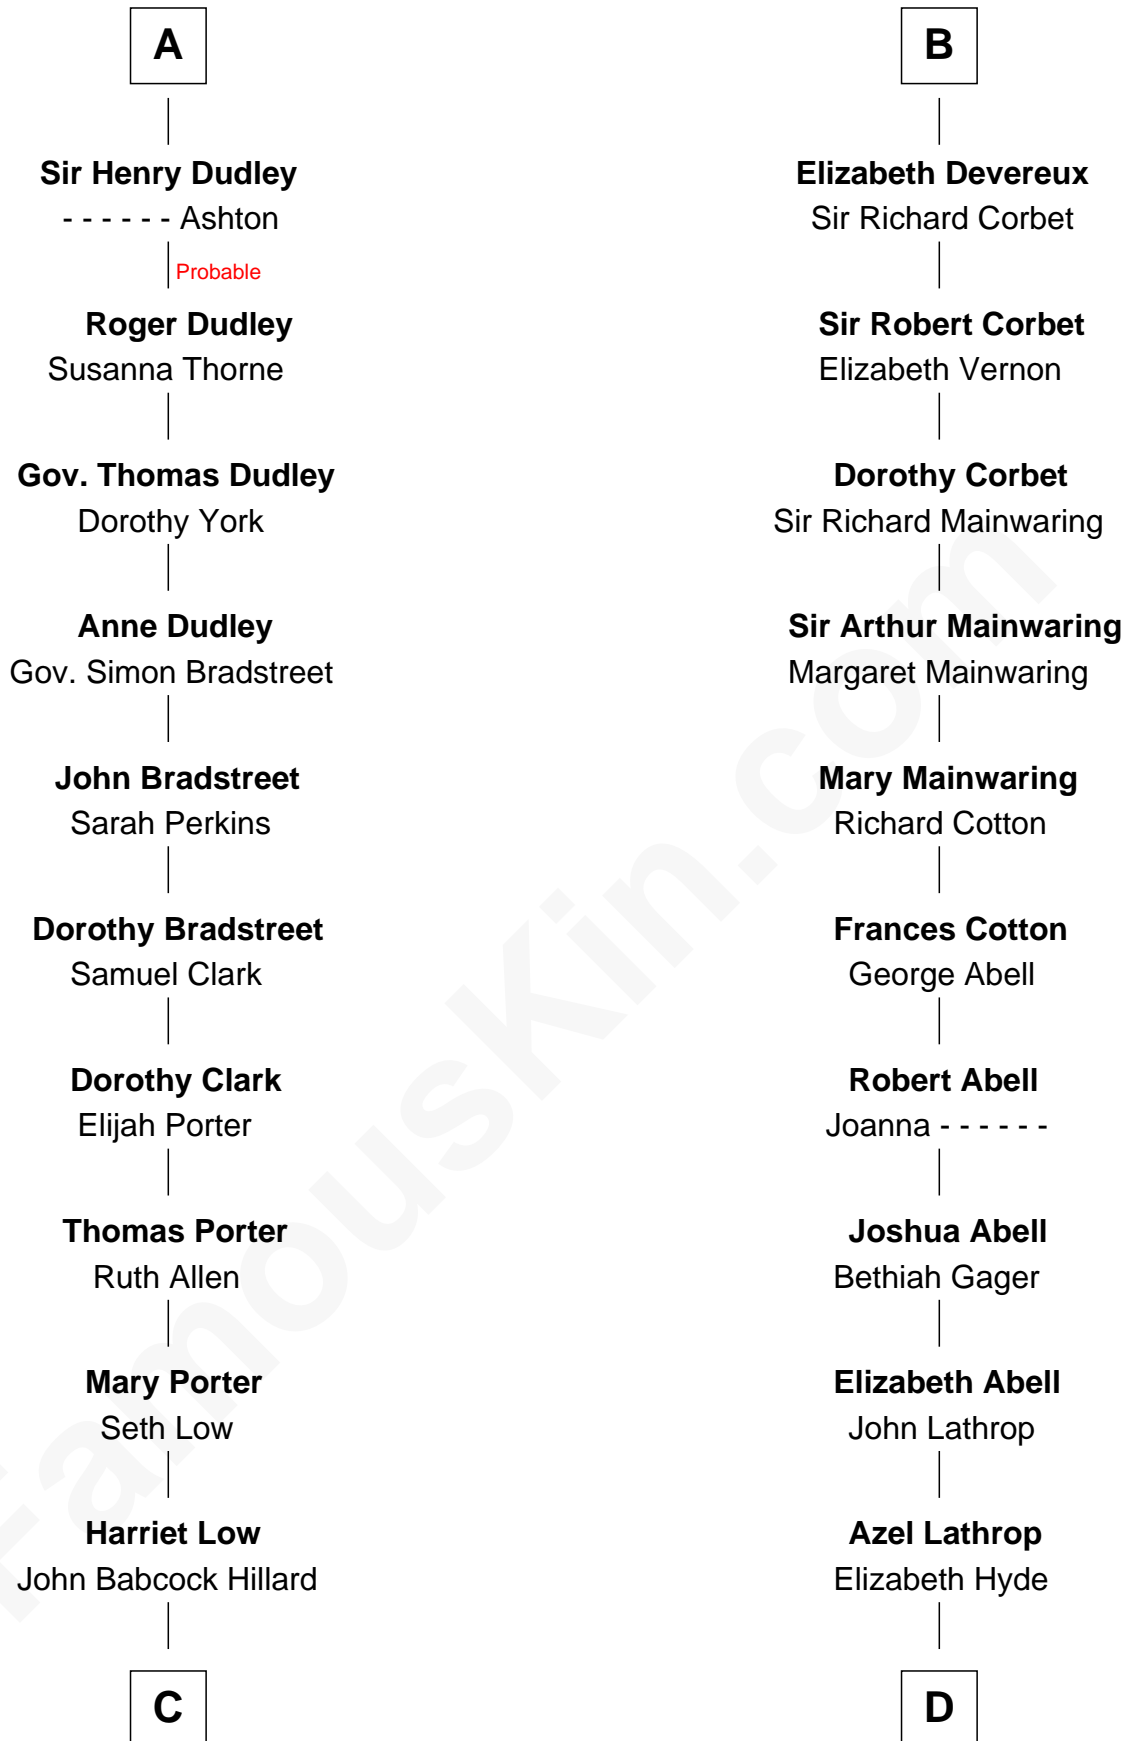 A
Sir Henry Dudley
- - - - - - Ashton
Probable
Roger Dudley
Susanna Thorne
Gov. Thomas Dudley
Dorothy York
Anne Dudley
Gov. Simon Bradstreet
John Bradstreet
Sarah Perkins
Dorothy Bradstreet
Samuel Clark
Dorothy Clark
Elijah Porter
Thomas Porter
Ruth Allen
Mary Porter
Seth Low
Harriet Low
John Babcock Hillard
C
B
Elizabeth Devereux
Sir Richard Corbet
Sir Robert Corbet
Elizabeth Vernon
Dorothy Corbet
Sir Richard Mainwaring
Sir Arthur Mainwaring
Margaret Mainwaring
Mary Mainwaring
Richard Cotton
Frances Cotton
George Abell
Robert Abell
Joanna - - - - - -
Joshua Abell
Bethiah Gager
Elizabeth Abell
John Lathrop
Azel Lathrop
Elizabeth Hyde
D
FamousKin.com